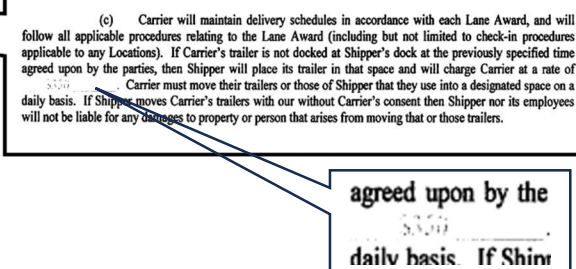 (c) Carrier will maintain delivery schedules in accordance with each Lane Award, and will
follow all applicable procedures relating to the Lane Award (including but not limited to check-in procedures
applicable to any Locations). If Carrier's trailer is not docked at Shipper's dock at the previously specified time
agreed upon by the parties, then Shipper will place its trailer in that space and will charge Carrier at a rate of
. Carrier must move their trailers or those of Shipper that they use into a designated space on a
daily basis. If Shipper moves Carrier's trailers with our without Carrier's consent then Shipper nor its employees
will not be liable for any damages to property or person that arises from moving that or those trailers.
agreed upon by the
.
daily basis. If Shipp